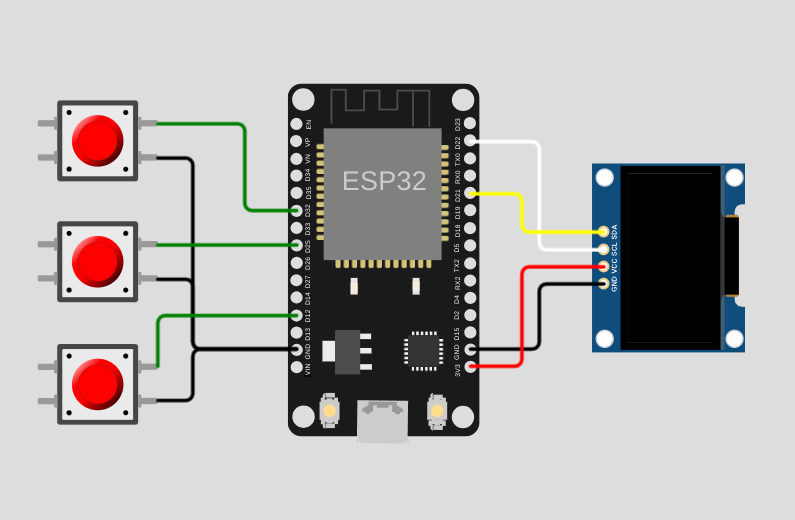 EN
VP
VN
D34
D35
D32
D33
D25
D26
D27
D14
D12
D13
GND
VIN
ESP32
D23
D22
TX0
RX0
D21
D19
D18
D5
TX2
RX2
D4
D2
D15
GND
3V3
GND VCC SCL SDA